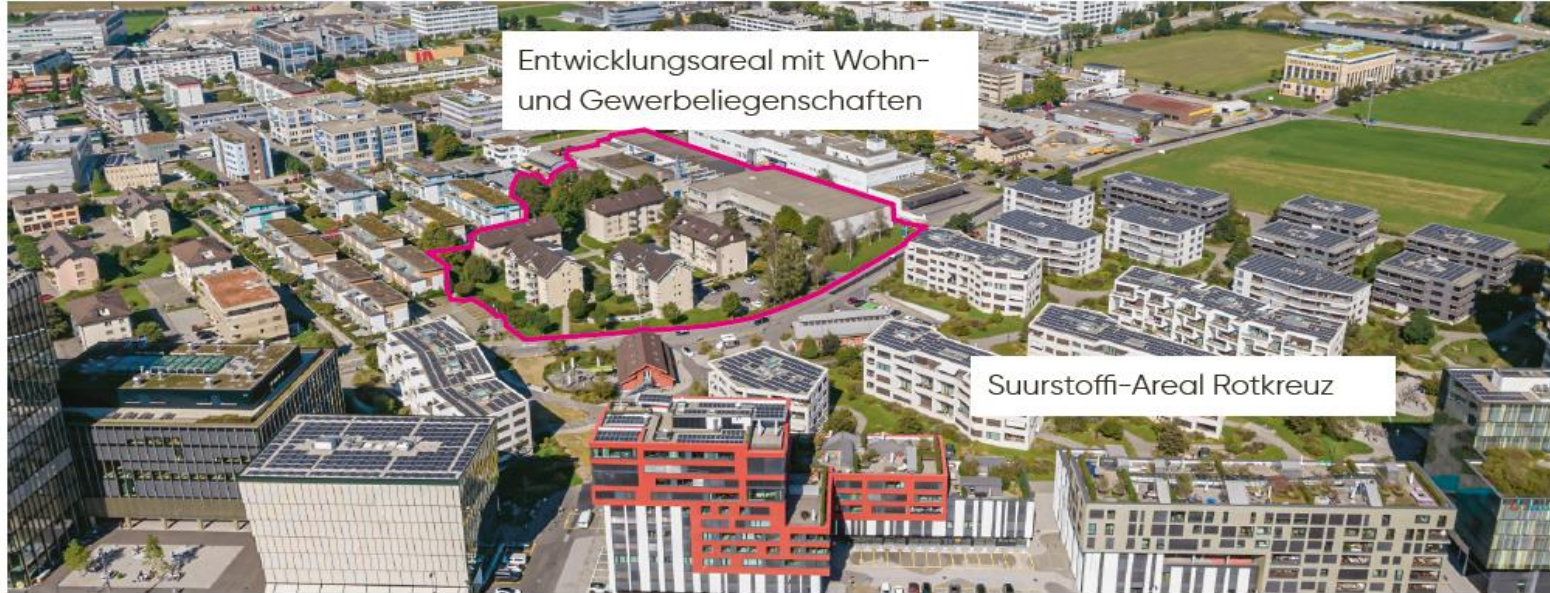 Entwicklungsareal mit Wohn-
und Gewerbeliegenschaften
Suurstoffi-Areal Rotkreuz